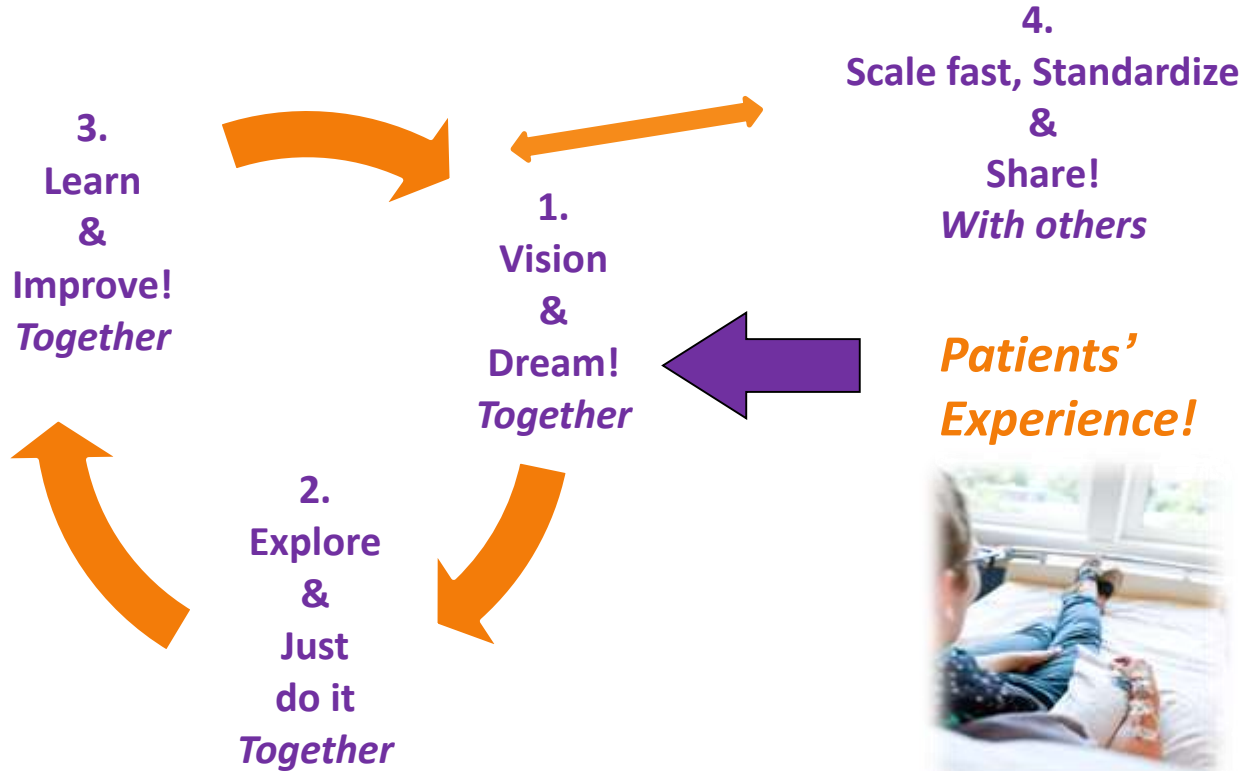 1.
Vision
&
Dream!
Together
2.
Explore
&
Just
do it
Together
3.
Learn
&
Improve!
Together
4.
Scale fast, Standardize
&
Share!
With others
Patients’
Experience!